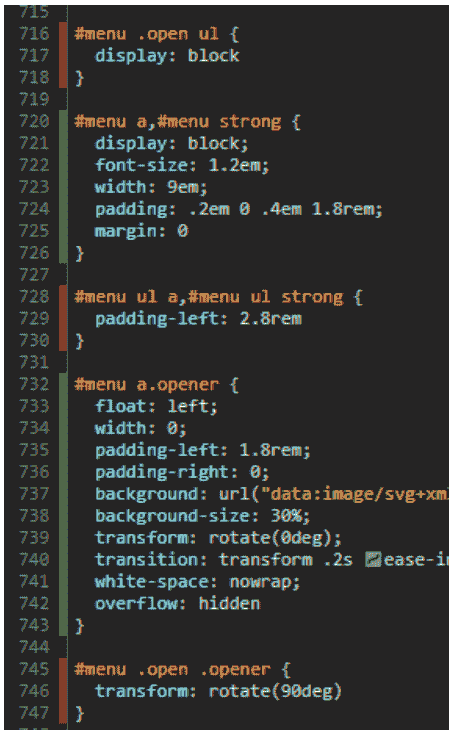 715
716 #menu .open ul {
717 display: block
718 }
719
720 #menu a,#menu strong {
721 display: block;
722 font-size: 1.2em;
723 width: 9em;
724 padding: .2em 0 .4em 1.8rem;
725 margin: 0
726 }
727
728 #menu ul a,#menu ul strong {
729 padding-left: 2.8rem
730 }
731
732 #menu a.opener {
733 float: left;
734 width: 0;
735 padding-left: 1.8rem;
736 padding-right: 0;
737 background: url("data:image/svg+xml
738 background-size: 30%;
739 transform: rotate(0deg);
740 transition: transform .2s ease-in
741 white-space: nowrap;
742 overflow: hidden
743 }
744
745 #menu .open .opener {
746 transform: rotate(90deg)
747 }